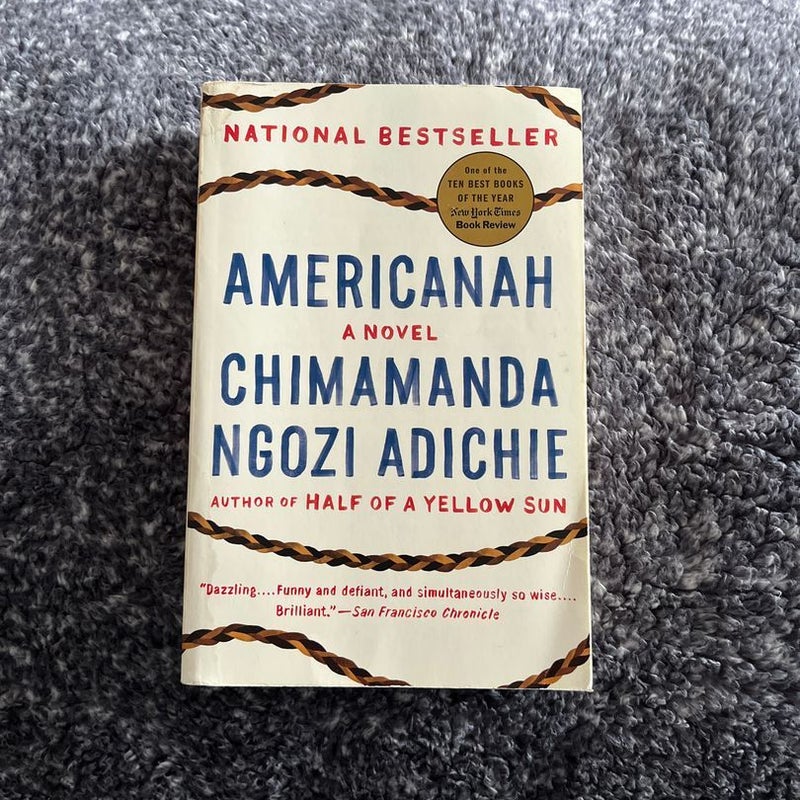 NATIONAL BESTSELLER
One of the
TEN BEST BOOKS
OF THE YEAR
New York Times
Book Review
AMERICANAH
A NOVEL
CHIMAMANDA
NGOZI ADICHIE
AUTHOR OF HALF OF A YELLOW SUN
"Dazzling....Funny and defiant, and simultaneously so wise....
Brilliant."—San Francisco Chronicle